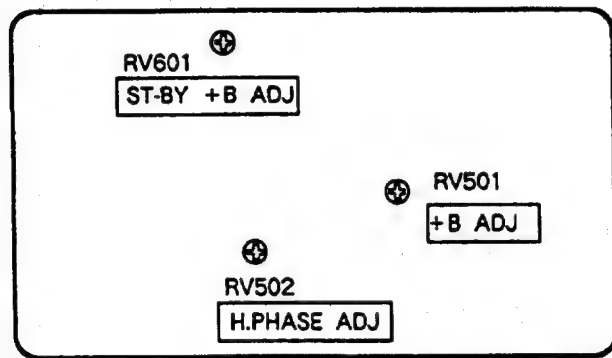 RV601
ST-BY +B ADJ
RV501
+B ADJ
RV502
H.PHASE ADJ